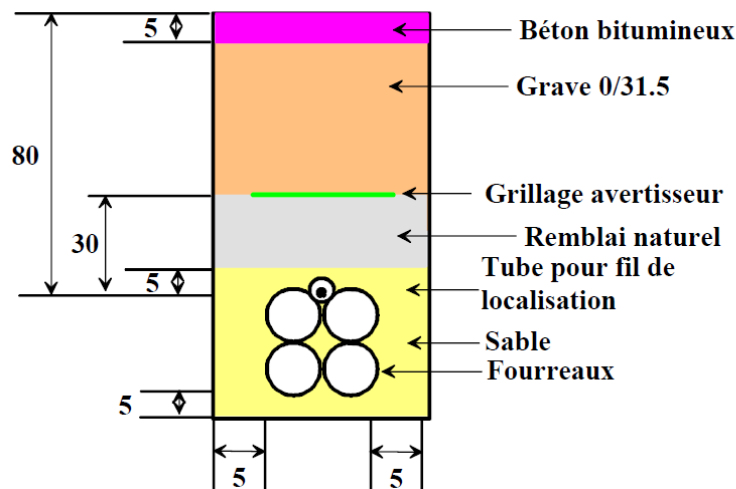 5
Béton bitumineux
Grave 0/31.5
80
Grillage avertisseur
30
Remblai naturel
5
Tube pour fil de
localisation
Sable
Fourreaux
5
5
5